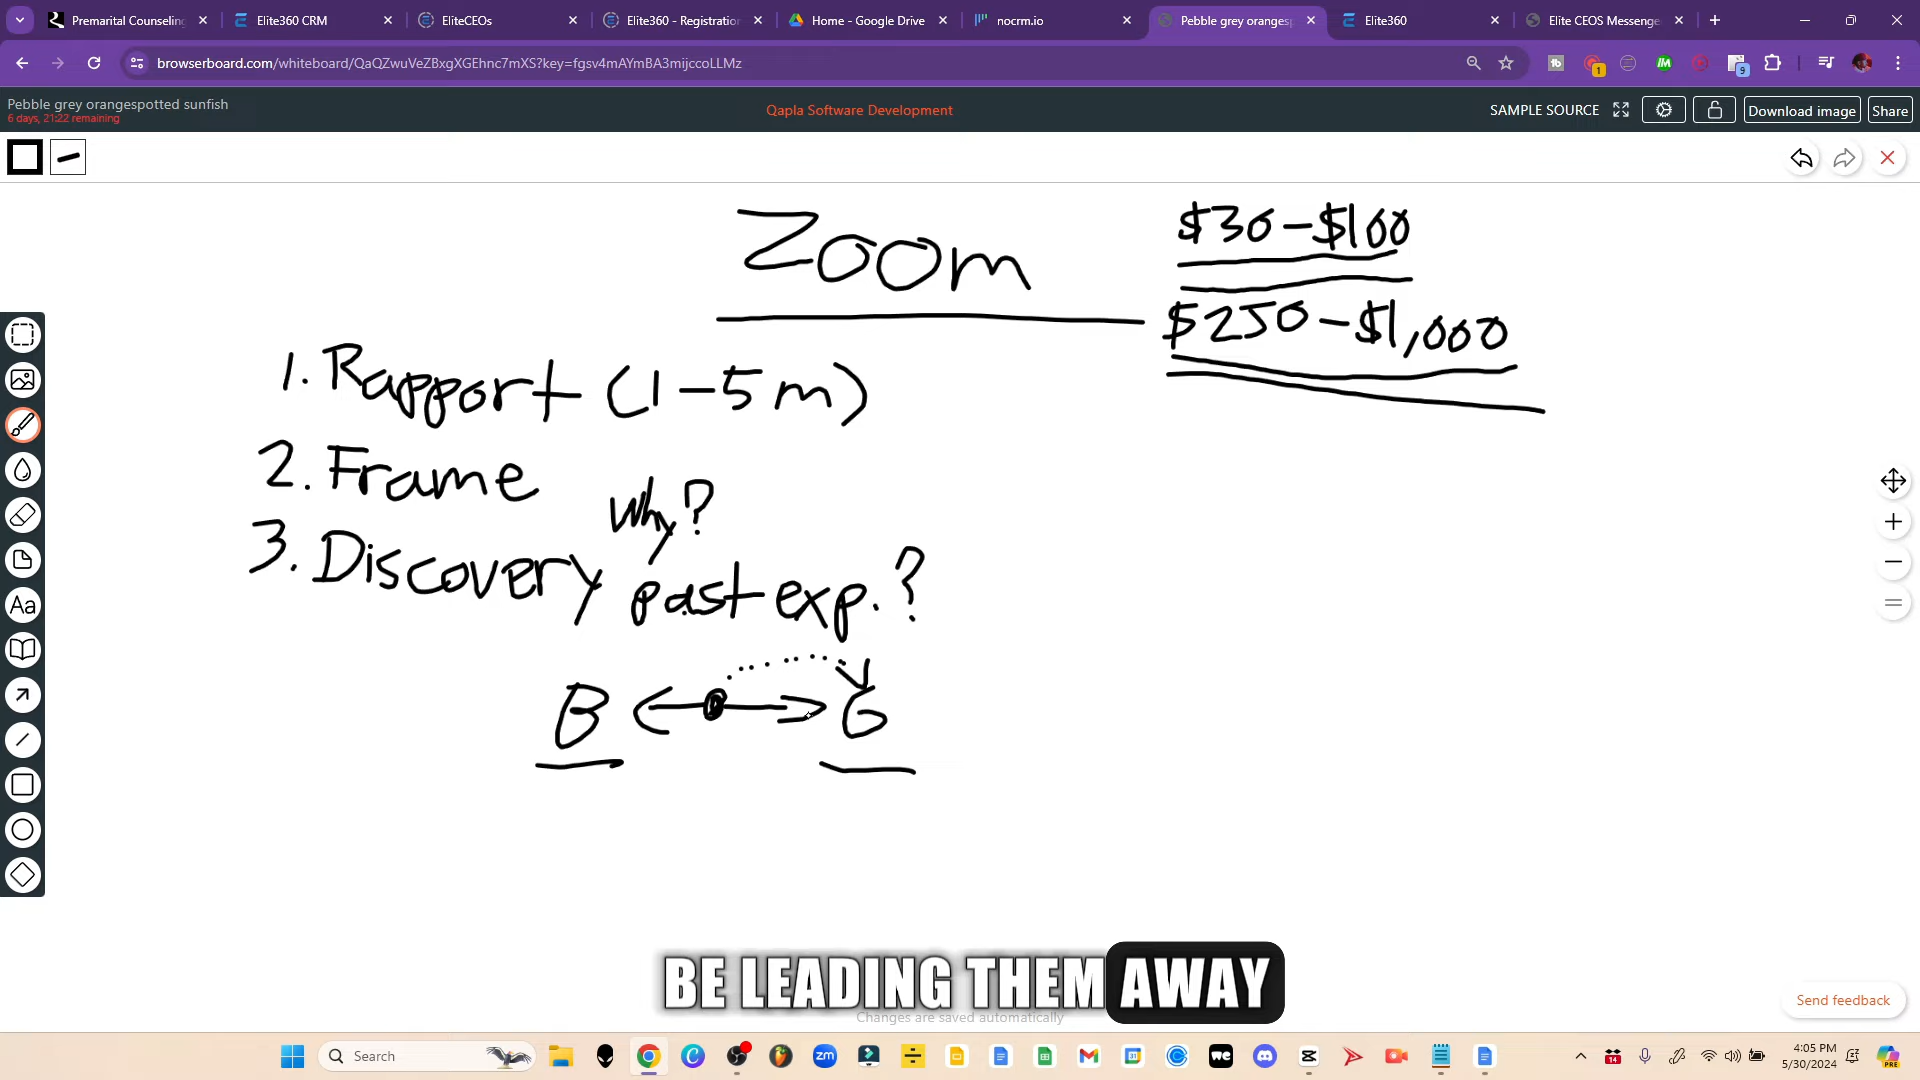 Premarital Counseling
Elite360 CRM
EliteCEOs
Elite360 - Registration
Home - Google Drive
nocrm.io
Pebble grey orangesp
Elite360
Elite CEOS Messenge
browserboard.com/whiteboard/QaQZwuVeZBxgXGEhnc7mXS?key=fgsv4mAYmBA3mijccoLLMz
Pebble grey orangespotted sunfish
6 days, 21:22 remaining
Qapla Software Development
SAMPLE SOURCE
Download image
Share
Zoom
$30-$100
$250-$1,000
1. Rapport (1-5m)
2. Frame
Why?
3. Discovery
past exp.?
B
G
Aa
BE LEADING THEM AWAY
Changes are saved automatically
Send feedback
Search
4:05 PM
5/30/2024